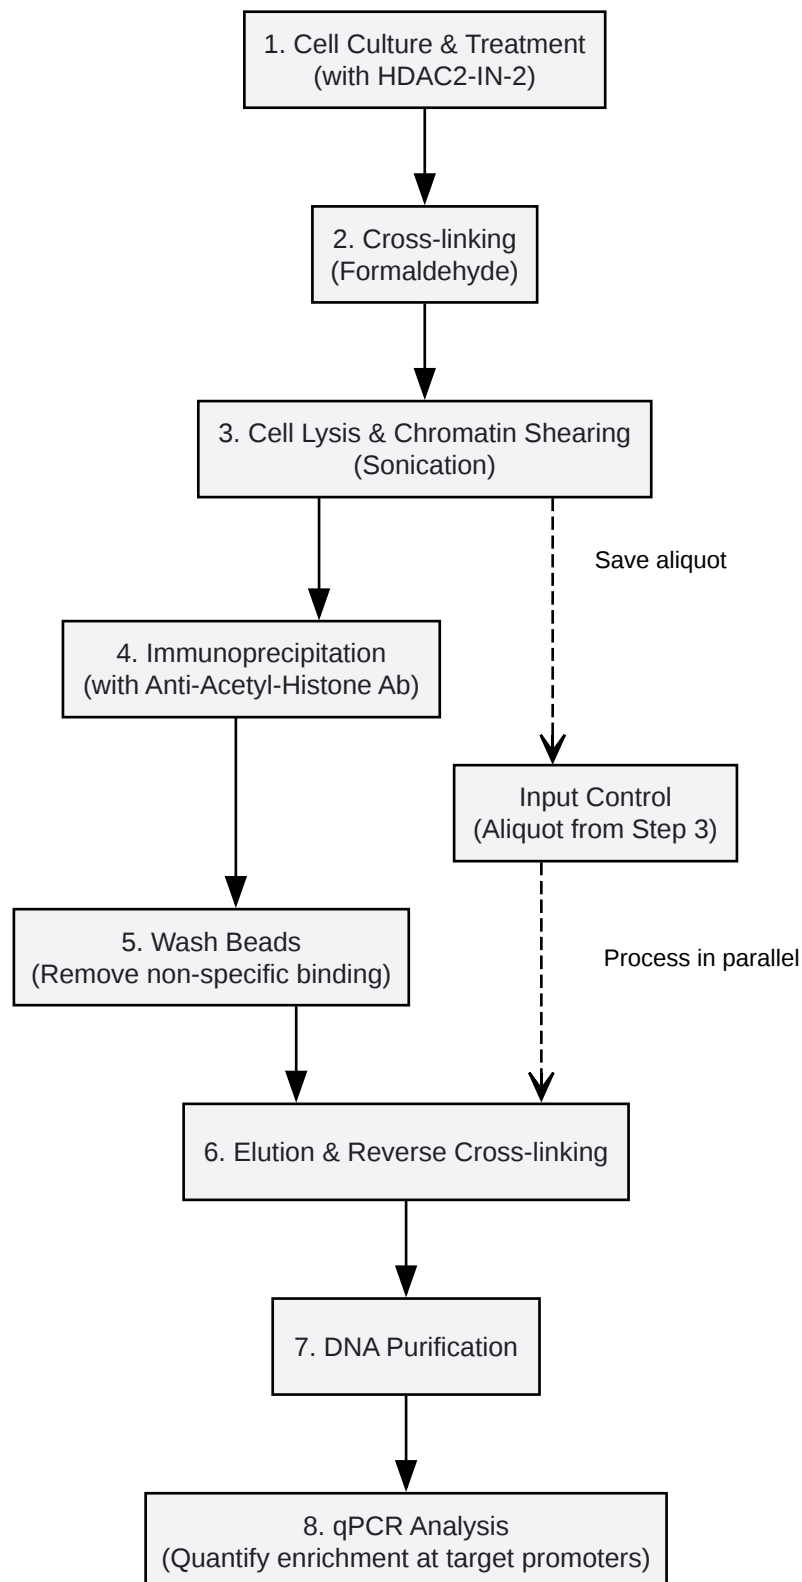 1. Cell Culture & Treatment
(with HDAC2-IN-2)
2. Cross-linking
(Formaldehyde)
3. Cell Lysis & Chromatin Shearing
(Sonication)
Save aliquot
4. Immunoprecipitation
(with Anti-Acetyl-Histone Ab)
Input Control
(Aliquot from Step 3)
5. Wash Beads
(Remove non-specific binding)
Process in parallel
6. Elution & Reverse Cross-linking
7. DNA Purification
8. qPCR Analysis
(Quantify enrichment at target promoters)